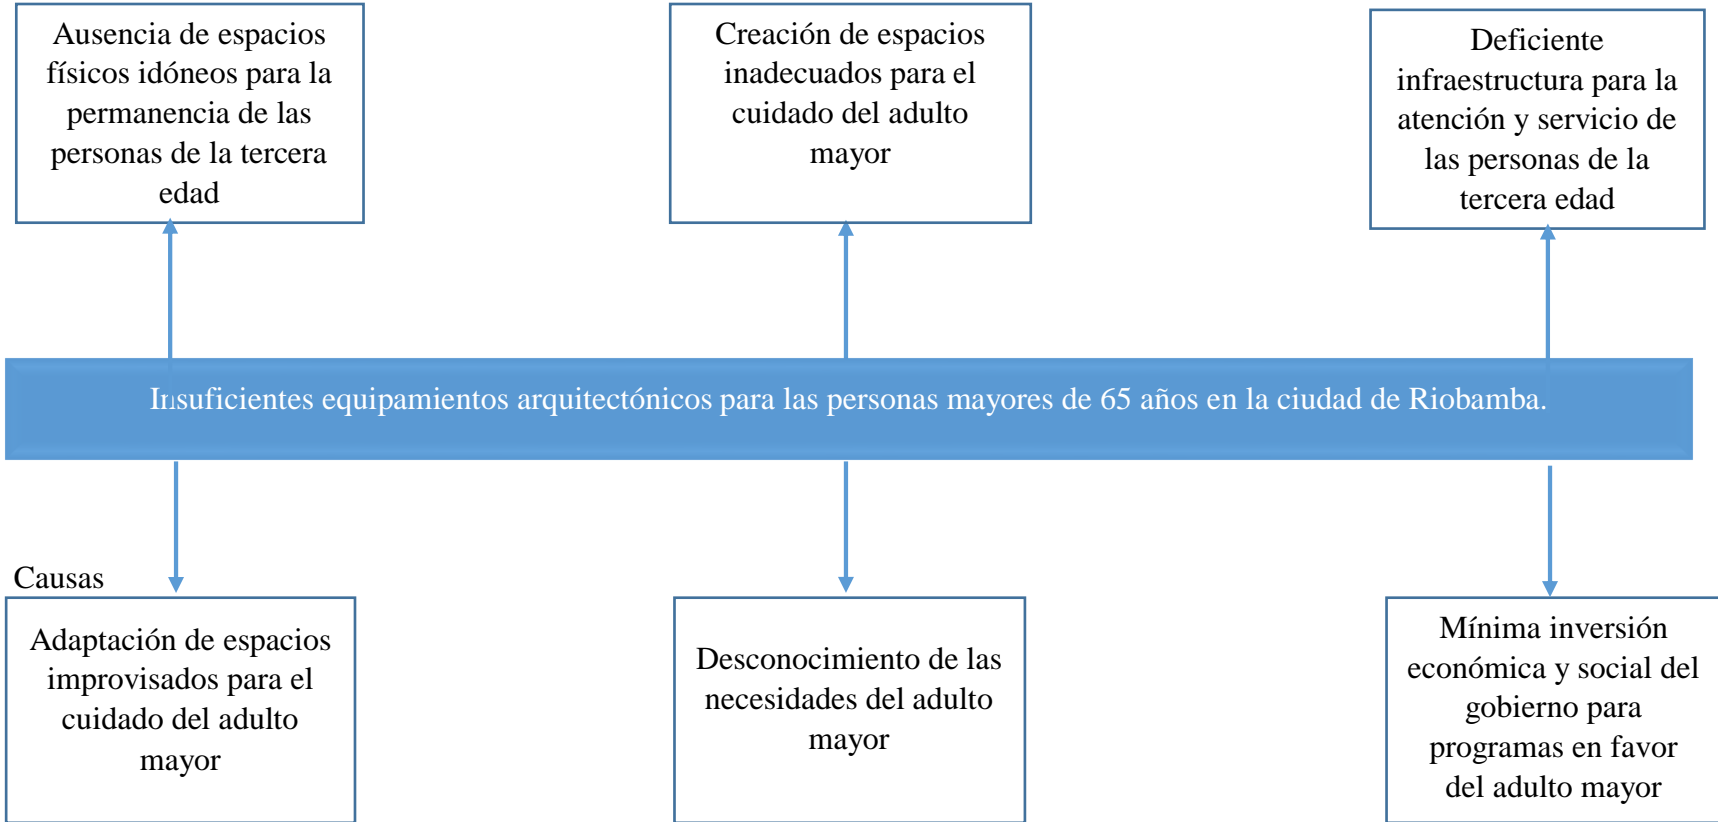 Ausencia de espacios
físicos idóneos para la
permanencia de las
personas de la tercera
edad
Creación de espacios
inadecuados para el
cuidado del adulto
mayor
Deficiente
infraestructura para la
atención y servicio de
las personas de la
tercera edad
Insuficientes equipamientos arquitectónicos para las personas mayores de 65 años en la ciudad de Riobamba.
Causas
Adaptación de espacios
improvisados para el
cuidado del adulto
mayor
Desconocimiento de las
necesidades del adulto
mayor
Mínima inversión
económica y social del
gobierno para
programas en favor
del adulto mayor